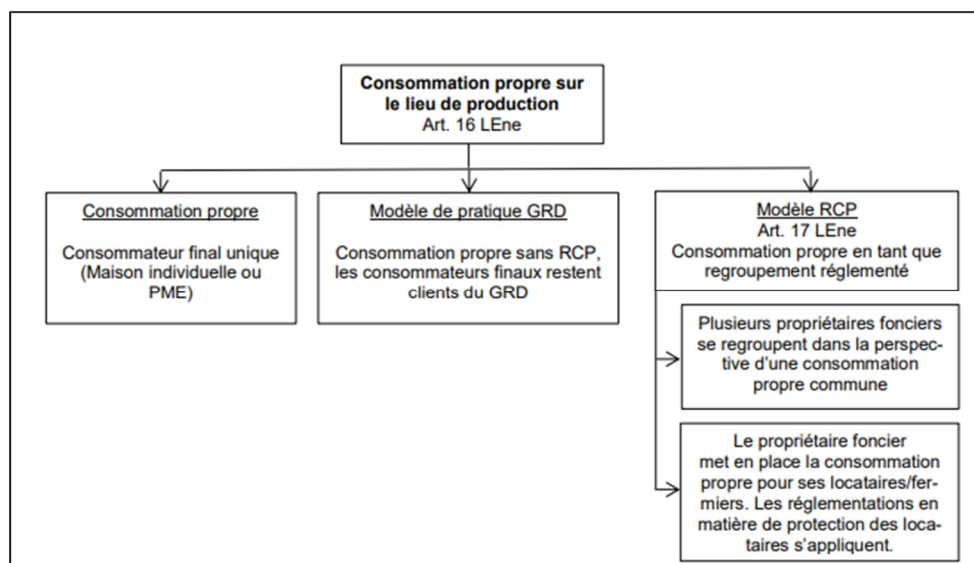 Consommation propre sur
le lieu de production
Art. 16 LEne
Consommation propre
Consommateur final unique
(Maison individuelle ou
PME)
Modèle de pratique GRD
Consommation propre sans RCP,
les consommateurs finaux restent
clients du GRD
Modèle RCP
Art. 17 LEne
Consommation propre en tant que
regroupement réglementé
Plusieurs propriétaires fonciers
se regroupent dans la perspec-
tive d'une consommation
propre commune
Le propriétaire foncier
met en place la consommation
propre pour ses locataires/fer-
miers. Les réglementations en
matière de protection des loca-
taires s'appliquent.